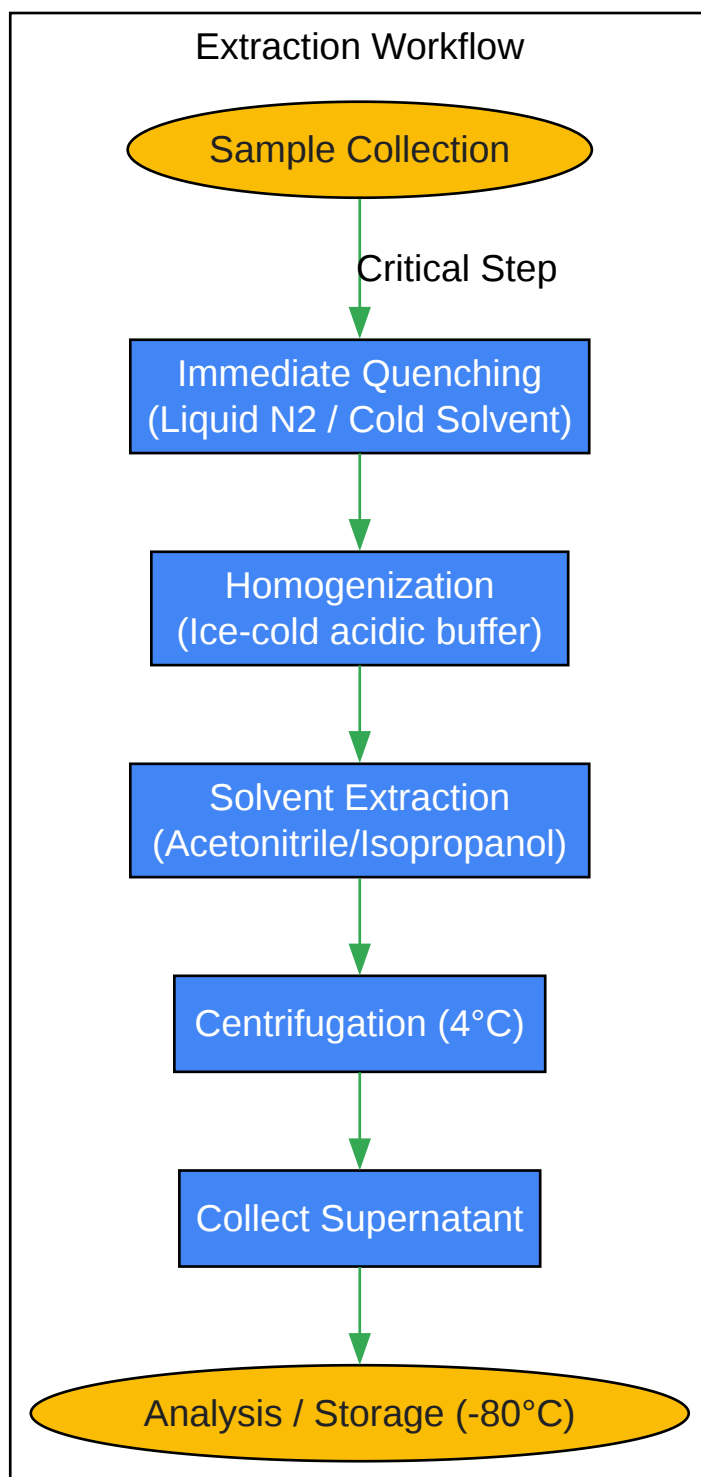 Extraction Workflow
Sample Collection
Critical Step
Immediate Quenching
(Liquid N2 / Cold Solvent)
Homogenization
(Ice-cold acidic buffer)
Solvent Extraction
(Acetonitrile/Isopropanol)
Centrifugation (4°C)
Collect Supernatant
Analysis / Storage (-80°C)